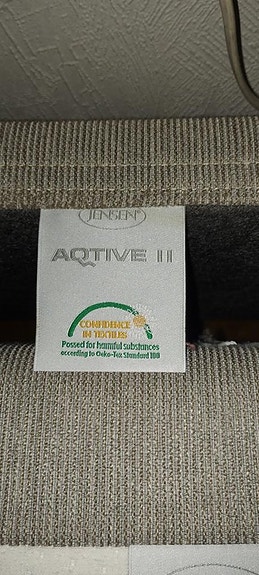 JENSEN
AQTIVE II
CONFIDENCE
IN TEXTILES
Passed for harmful substances
according to Oeko-Tex Standard 100